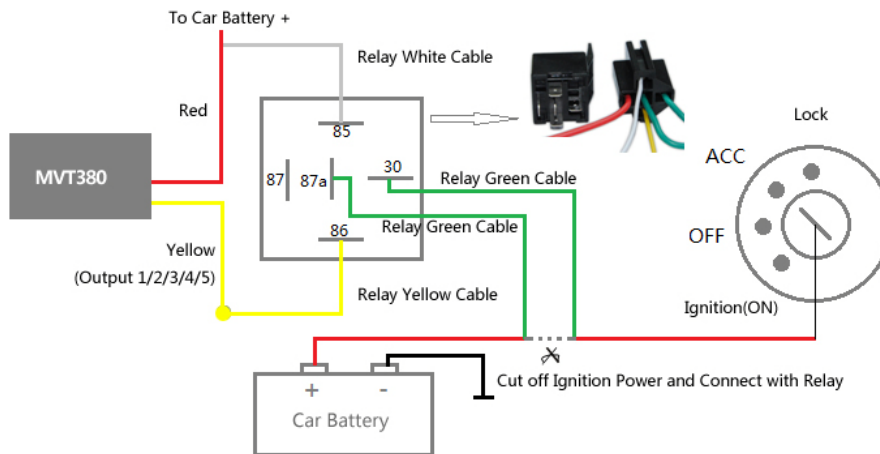 To Car Battery +
Relay White Cable
Red
85
Lock
ACC
MVT380
87
87a
30
Relay Green Cable
Relay Green Cable
86
OFF
Yellow
(Output 1/2/3/4/5)
Relay Yellow Cable
Ignition(ON)
Cut off Ignition Power and Connect with Relay
+
-
Car Battery